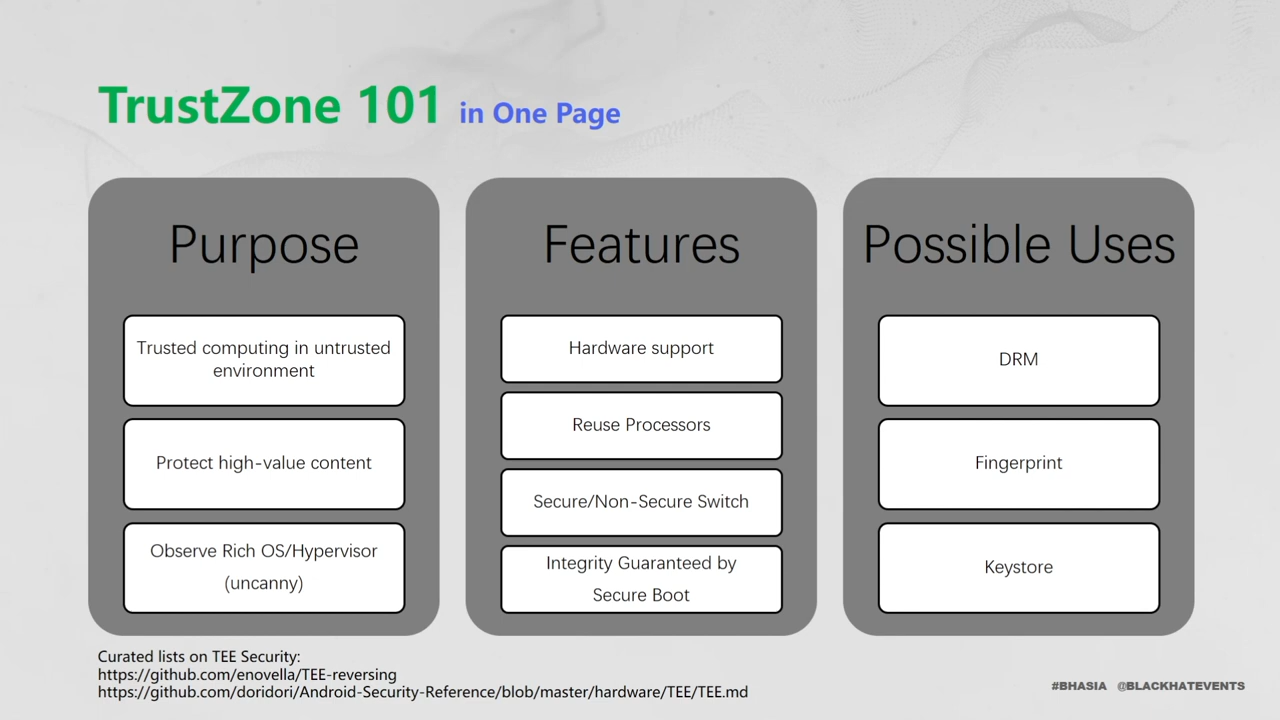 TrustZone 101 in One Page
Purpose
Trusted computing in untrusted
environment
Protect high-value content
Observe Rich OS/Hypervisor
(uncanny)
Features
Hardware support
Reuse Processors
Secure/Non-Secure Switch
Integrity Guaranteed by
Secure Boot
Possible Uses
DRM
Fingerprint
Keystore
Curated lists on TEE Security:
https://github.com/enovella/TEE-reversing
https://github.com/doridori/Android-Security-Reference/blob/master/hardware/TEE/TEE.md
#BHASIA @BLACKHATEVENTS